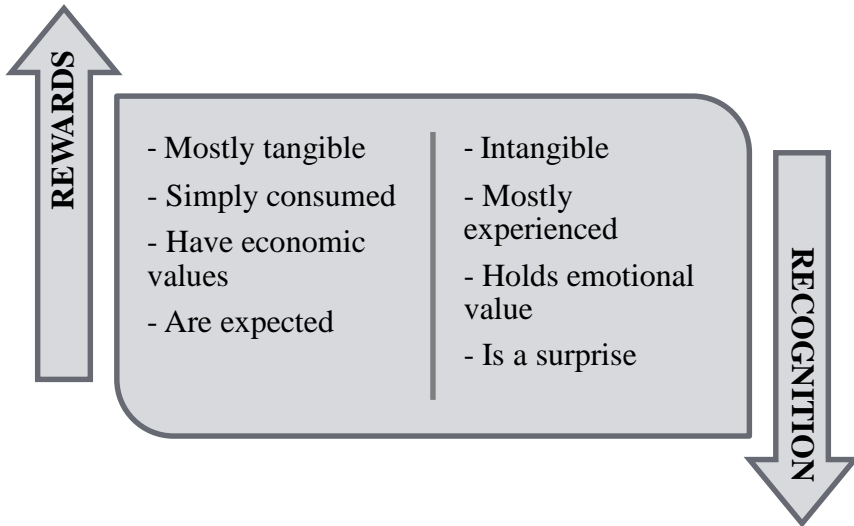 REWARDS
- Mostly tangible
- Simply consumed
- Have economic
values
- Are expected
- Intangible
- Mostly
experienced
- Holds emotional
value
- Is a surprise
RECOGNITION